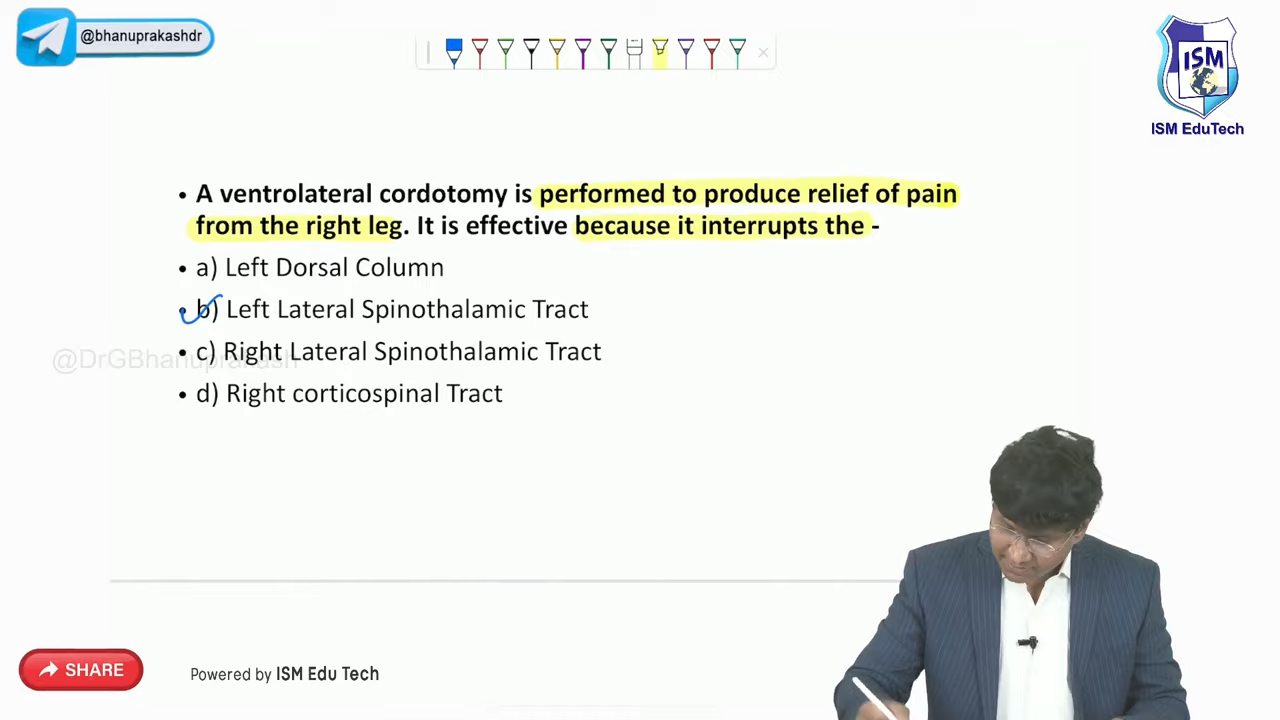 @bhanuprakashdr
ISM
ISM EduTech
• A ventrolateral cordotomy is performed to produce relief of pain
from the right leg. It is effective because it interrupts the -
• a) Left Dorsal Column
• b) Left Lateral Spinothalamic Tract
• c) Right Lateral Spinothalamic Tract
@DrGBhanuprakash
• d) Right corticospinal Tract
SHARE
Powered by ISM Edu Tech